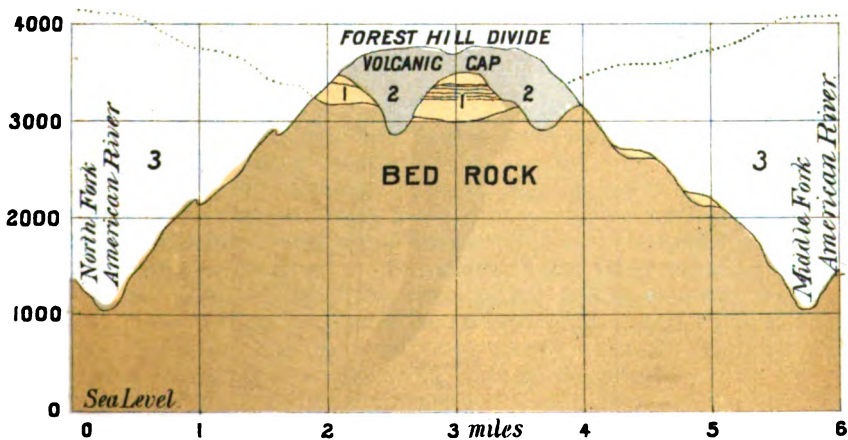 4000
FOREST HILL DIVIDE
VOLCANIC CAP
1 2 1 2
3000
3 3
BED ROCK
North Fork
American River
Middle Fork
American River
2000
1000
Sea Level
0
0 1 2 3 miles 4 5 6